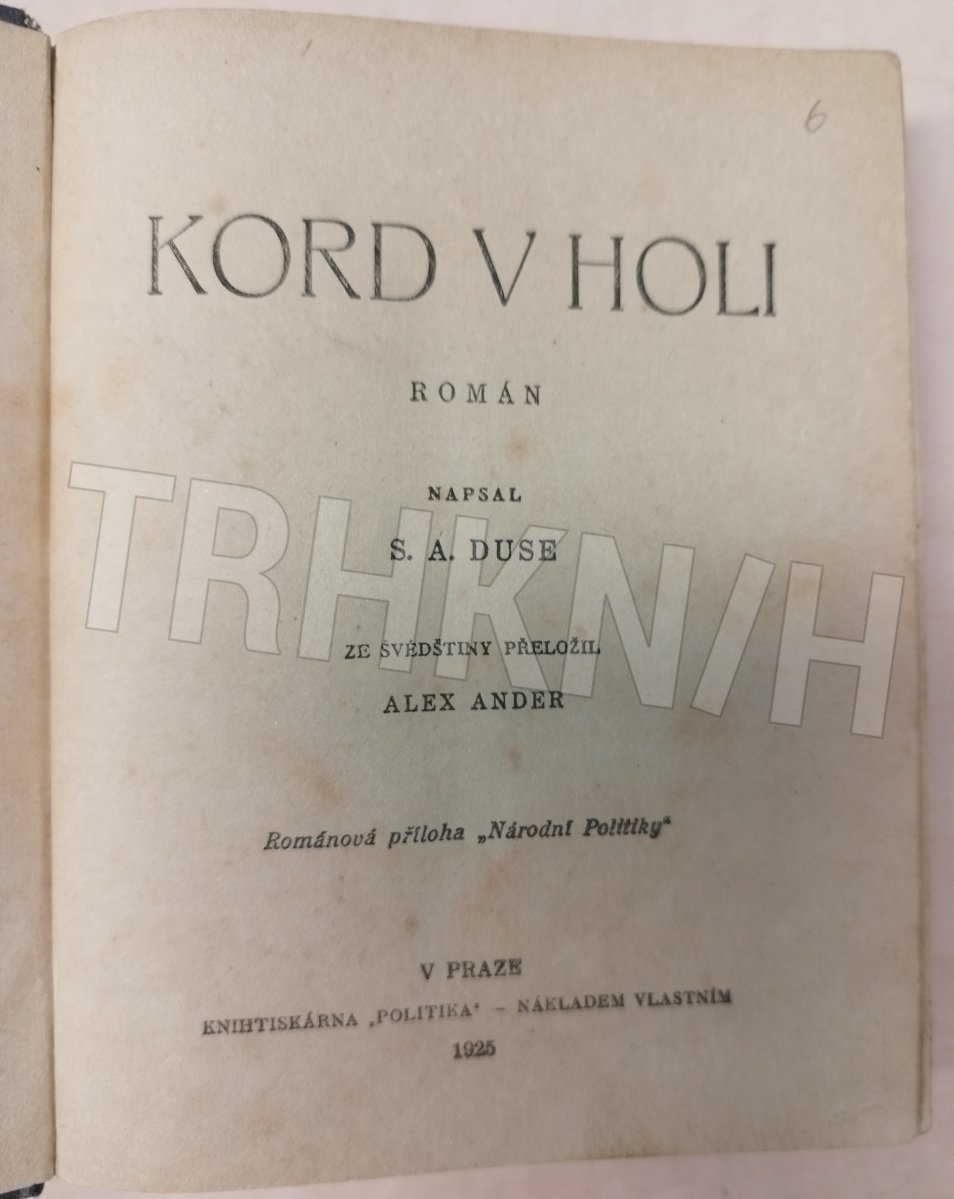 6
KORD V HOLI
ROMÁN
NAPSAL
S. A. DUSE
ZE ŠVÉDŠTINY PŘELOŽIL
ALEX ANDER
Románová příloha „Národní Politiky“
V PRAZE
KNIHTISKÁRNA „POLITIKA“ – NÁKLADEM VLASTNÍM
1925
TRHKN/H